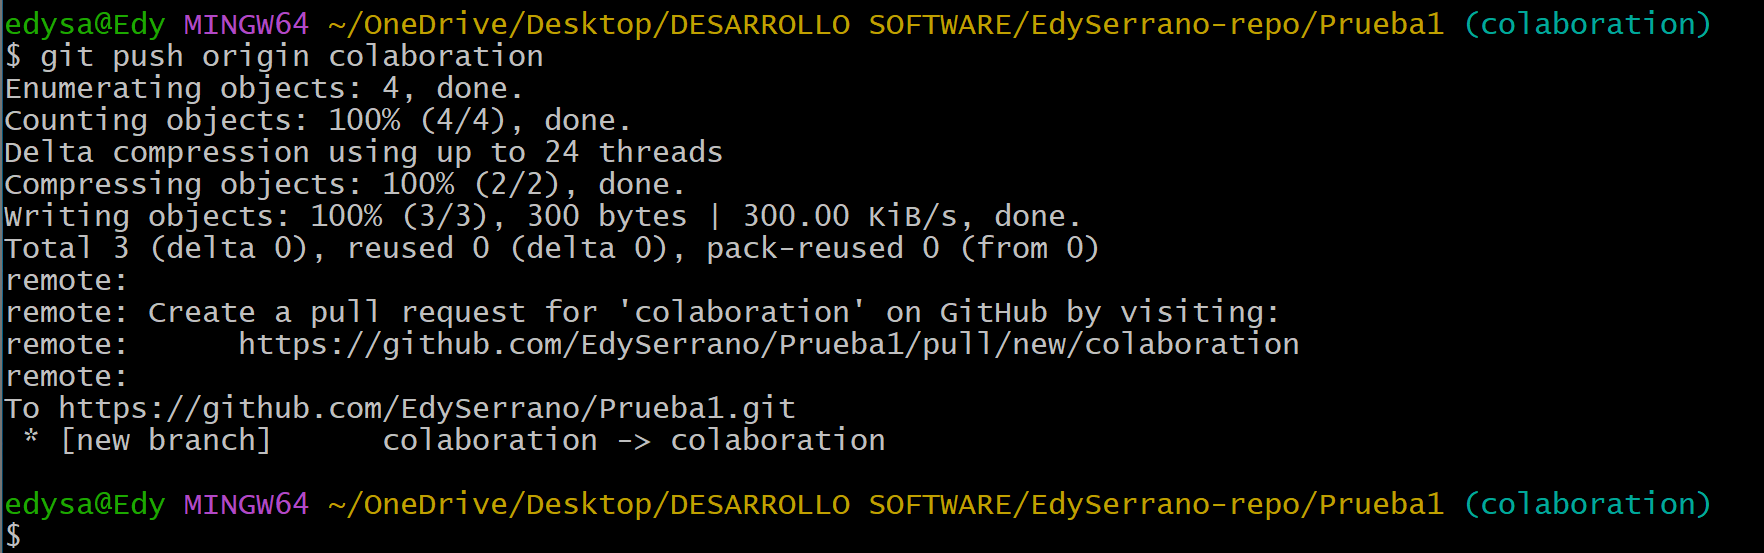 edysa@Edy MINGW64 ~/OneDrive/Desktop/DESARROLLO SOFTWARE/EdySerrano-repo/Prueba1 (colaboration)
$ git push origin colaboration
Enumerating objects: 4, done.
Counting objects: 100% (4/4), done.
Delta compression using up to 24 threads
Compressing objects: 100% (2/2), done.
Writing objects: 100% (3/3), 300 bytes | 300.00 KiB/s, done.
Total 3 (delta 0), reused 0 (delta 0), pack-reused 0 (from 0)
remote:
remote: Create a pull request for 'colaboration' on GitHub by visiting:
remote:      https://github.com/EdySerrano/Prueba1/pull/new/colaboration
remote:
To https://github.com/EdySerrano/Prueba1.git
 * [new branch]      colaboration -> colaboration
edysa@Edy MINGW64 ~/OneDrive/Desktop/DESARROLLO SOFTWARE/EdySerrano-repo/Prueba1 (colaboration)
$